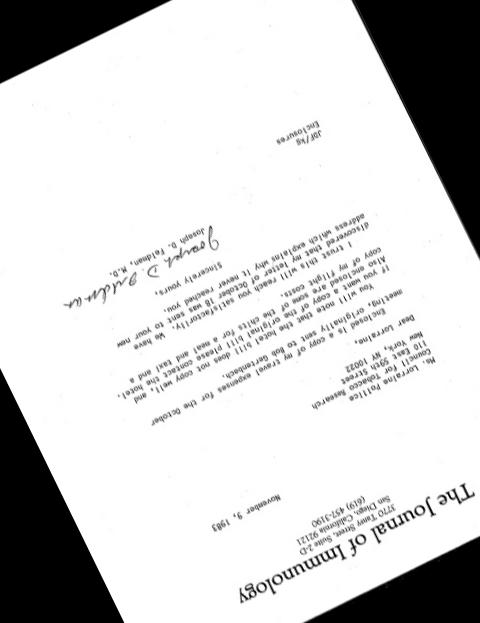 The Journal of Immunology
3770 Tansy Street, Suite 2-D
San Diego, California 92121
(619) 457-3190
November 9, 1983
Ms. Lorraine Pollice
Council for Tobacco Research
110 East 59th Street
New York, NY 10022
Dear Lorraine,
Enclosed is a copy of my travel expenses for the October
meeting, originally sent to Bob Gertenbach.
You will note that the hotel bill does not copy well, and
if you want a copy of the original bill please contact the hotel.
Also enclosed are some of the chits for a meal and taxi and a
copy of my flight costs.
I trust this will reach you satisfactorily. We have
discovered that my letter of October 18 was sent to your now
address which explains why it never reached you.
Sincerely yours,
Joseph D. Feldman
Joseph D. Feldman, M.D.
JDF/kg
Enclosures